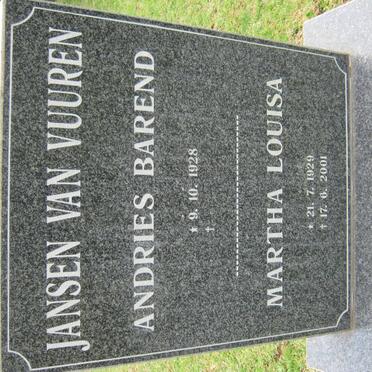 JANSEN VAN VUUREN
ANDRIES BAREND
★ 9. 10. 1928
†
MARTHA LOUISA
★ 21. 7. 1929
† 17. 6. 2001